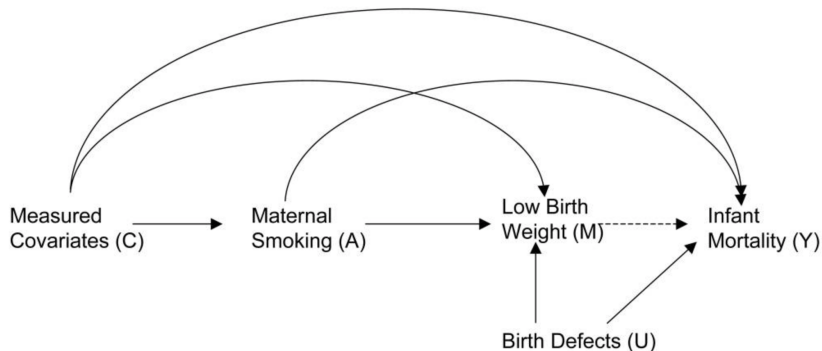 Measured
Covariates (C)
Maternal
Smoking (A)
Low Birth
Weight (M)
Infant
Mortality (Y)
Birth Defects (U)